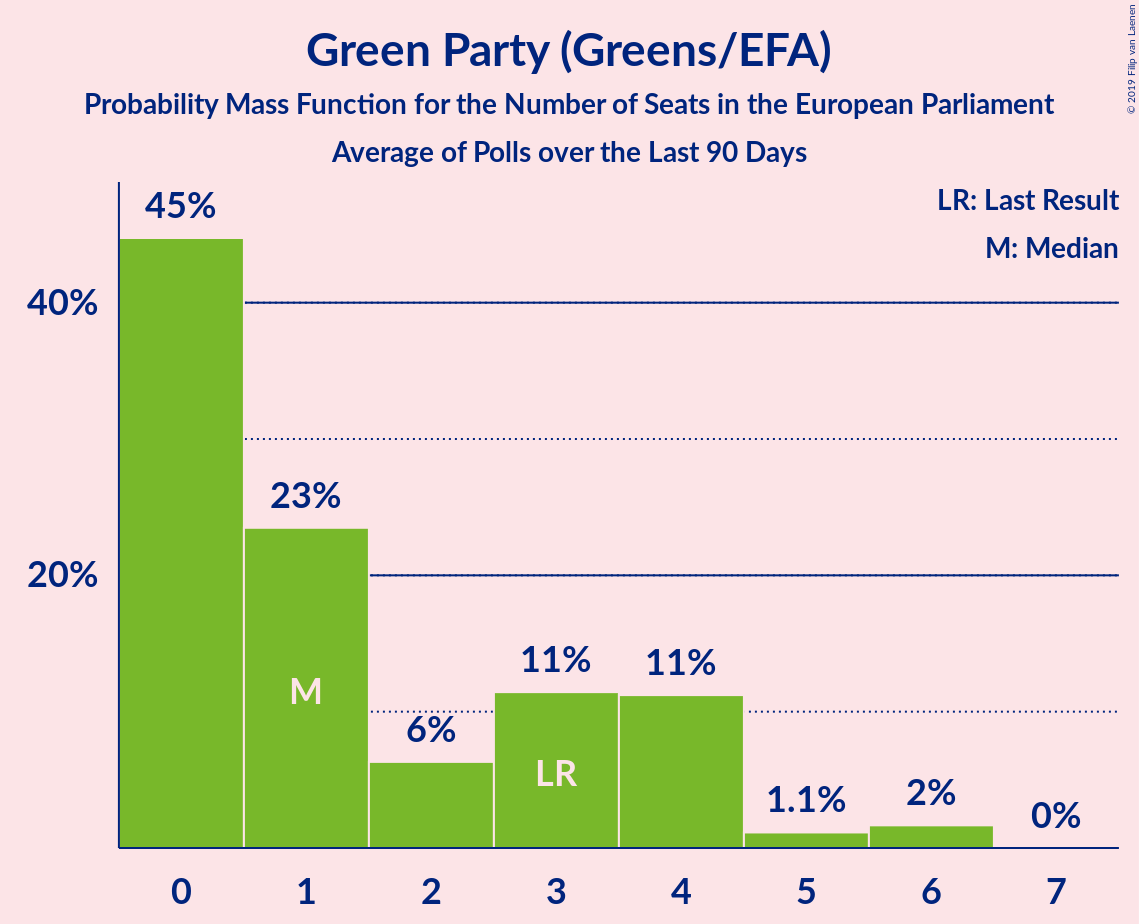 Green Party (Greens/EFA)
Probability Mass Function for the Number of Seats in the European Parliament
Average of Polls over the Last 90 Days
© 2019 Filip van Laenen
LR: Last Result
M: Median
45%
40%
23%
20%
M
11%
11%
6%
LR
1.1%
2%
0%
0 1 2 3 4 5 6 7